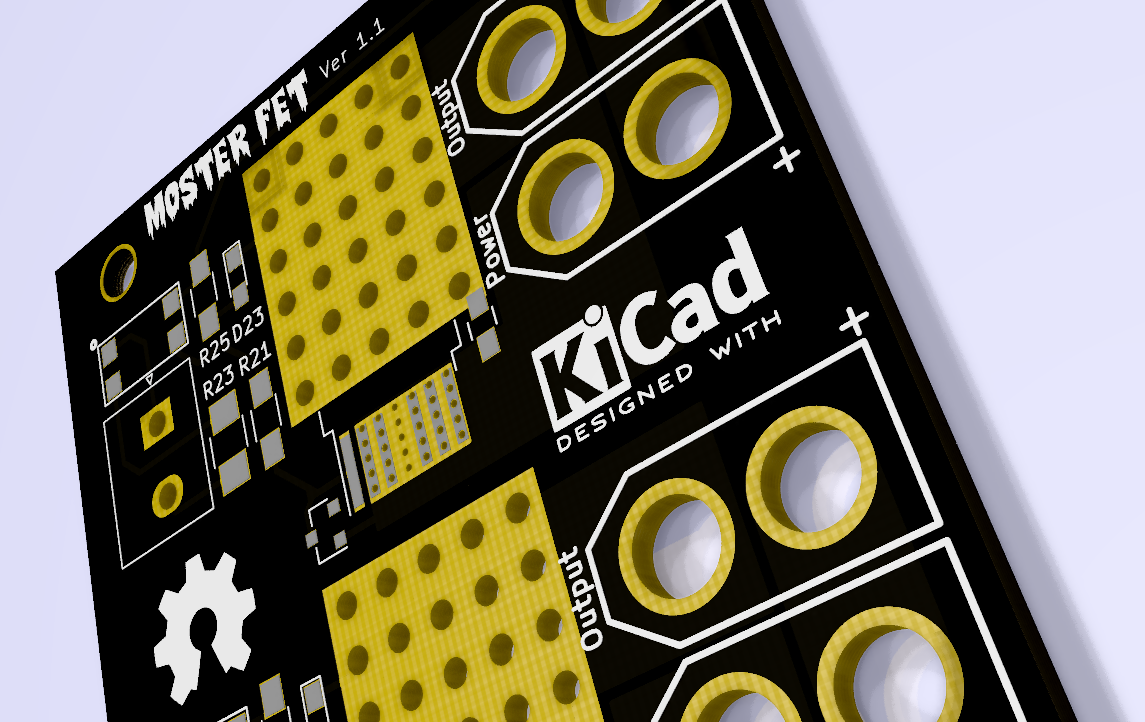 MOSTER FET Ver 1.1
Output
Power
+
R25 D23
R23 R21
KiCad
DESIGNED WITH
+
Output